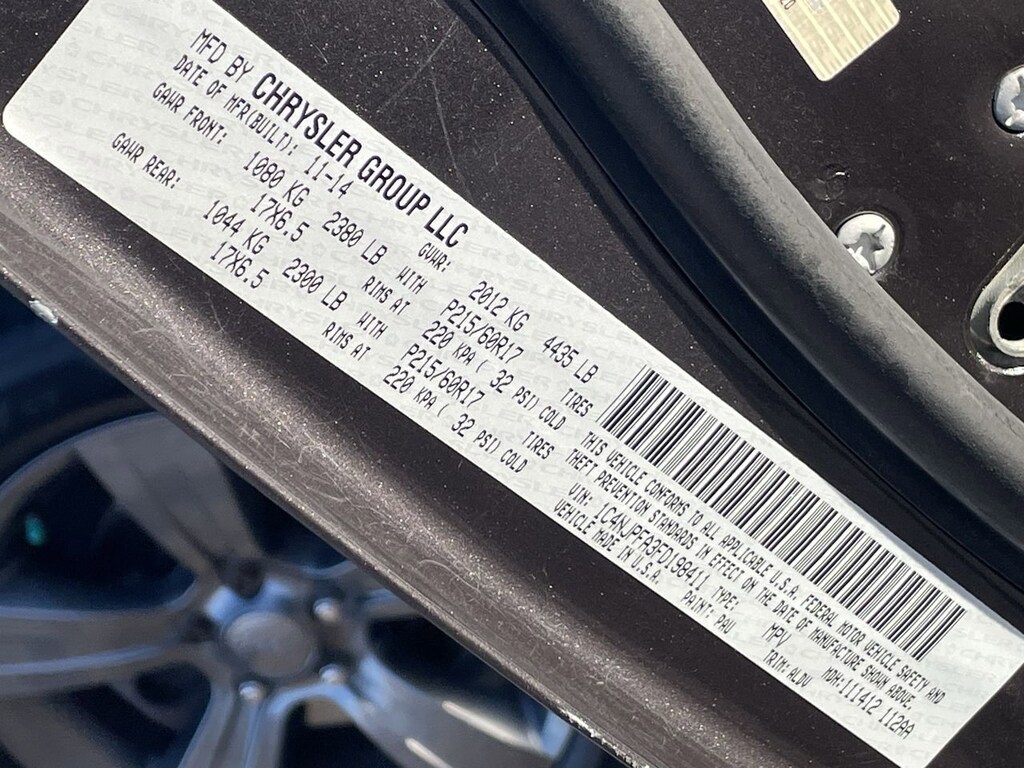 MFD BY CHRYSLER GROUP LLC
DATE OF MFR(BUILT): 11-14 GVWR: 2012 KG 4435 LB
GAWR FRONT: 1080 KG 2380 LB WITH P215/60R17 TIRES
17X6.5 RIMS AT 220 KPA ( 32 PSI) COLD
GAWR REAR: 1044 KG 2300 LB WITH P215/60R17 TIRES
17X6.5 RIMS AT 220 KPA ( 32 PSI) COLD
THIS VEHICLE CONFORMS TO ALL APPLICABLE U.S.A. FEDERAL MOTOR VEHICLE SAFETY AND
THEFT PREVENTION STANDARDS IN EFFECT ON THE DATE OF MANUFACTURE SHOWN ABOVE.
VIN: 1C4NJPFA3FD198411 TYPE: MPV MDH:111412 112AA
VEHICLE MADE IN U.S.A. PAINT: PAU TRIM: ALDV